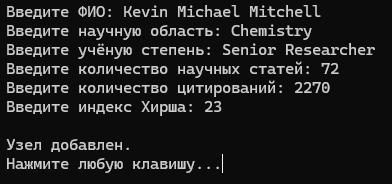 Введите ФИО: Kevin Michael Mitchell
Введите научную область: Chemistry
Введите учёную степень: Senior Researcher
Введите количество научных статей: 72
Введите количество цитирований: 2270
Введите индекс Хирша: 23
Узел добавлен.
Нажмите любую клавишу...